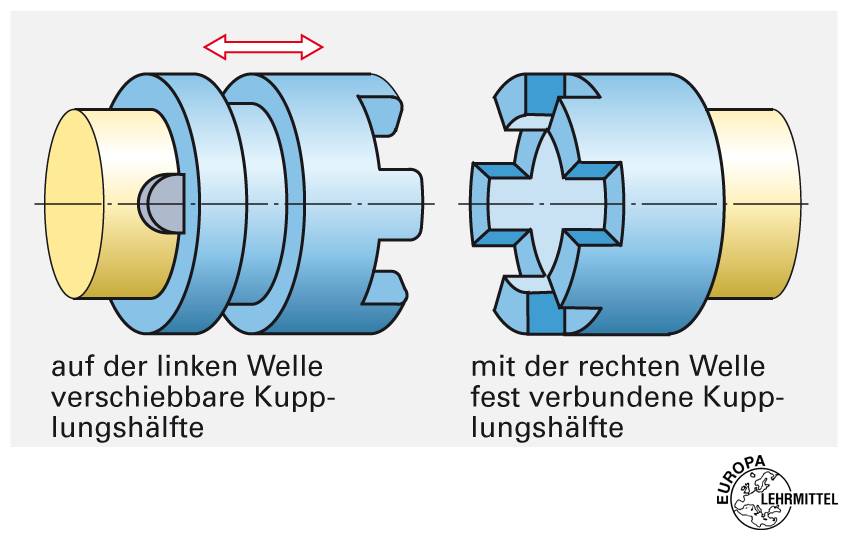 auf der linken Welle
verschiebbare Kupp-
lungshälfte
mit der rechten Welle
fest verbundene Kupp-
lungshälfte
EUROPA
LEHRMITTEL